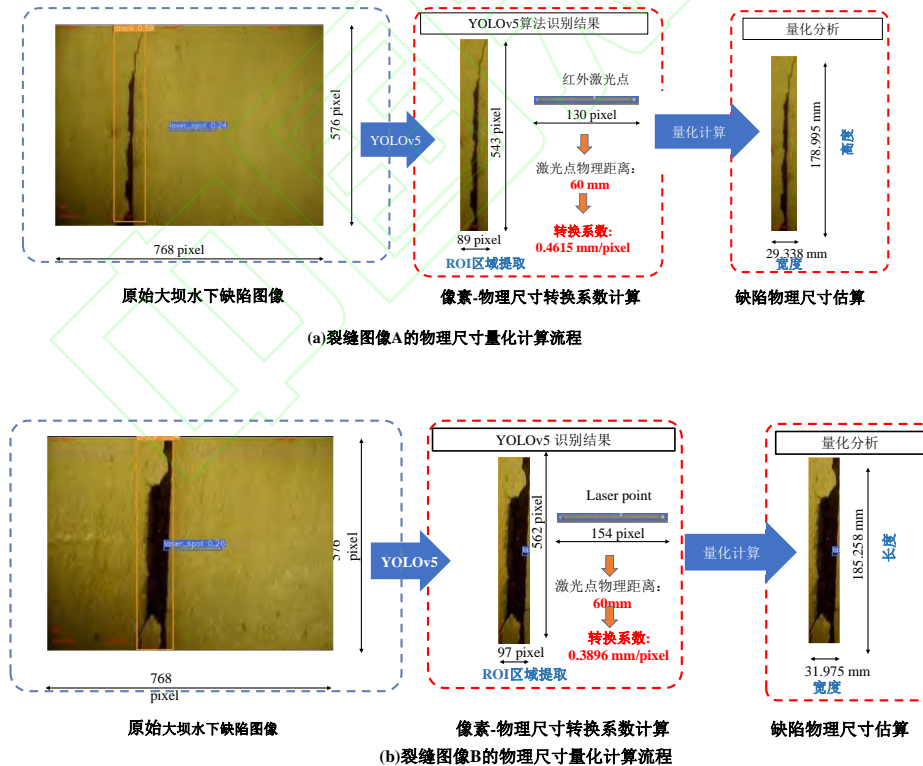 YOLOv5算法识别结果
量化分析
laser_spot 0.24
576 pixel
768 pixel
YOLOv5
543 pixel
89 pixel
ROI区域提取
红外激光点
130 pixel
激光点物理距离：
60 mm
转换系数:
0.4615 mm/pixel
量化计算
178.995 mm
高度
29.338 mm
宽度
原始大坝水下缺陷图像
像素-物理尺寸转换系数计算
缺陷物理尺寸估算
(a)裂缝图像A的物理尺寸量化计算流程
YOLOv5 识别结果
量化分析
laser_spot 0.26
576
pixel
768
pixel
YOLOv5
562 pixel
97 pixel
ROI区域提取
Laser point
154 pixel
激光点物理距离：
60mm
转换系数:
0.3896 mm/pixel
量化计算
185.258 mm
长度
31.975 mm
宽度
原始大坝水下缺陷图像
像素-物理尺寸转换系数计算
缺陷物理尺寸估算
(b)裂缝图像B的物理尺寸量化计算流程